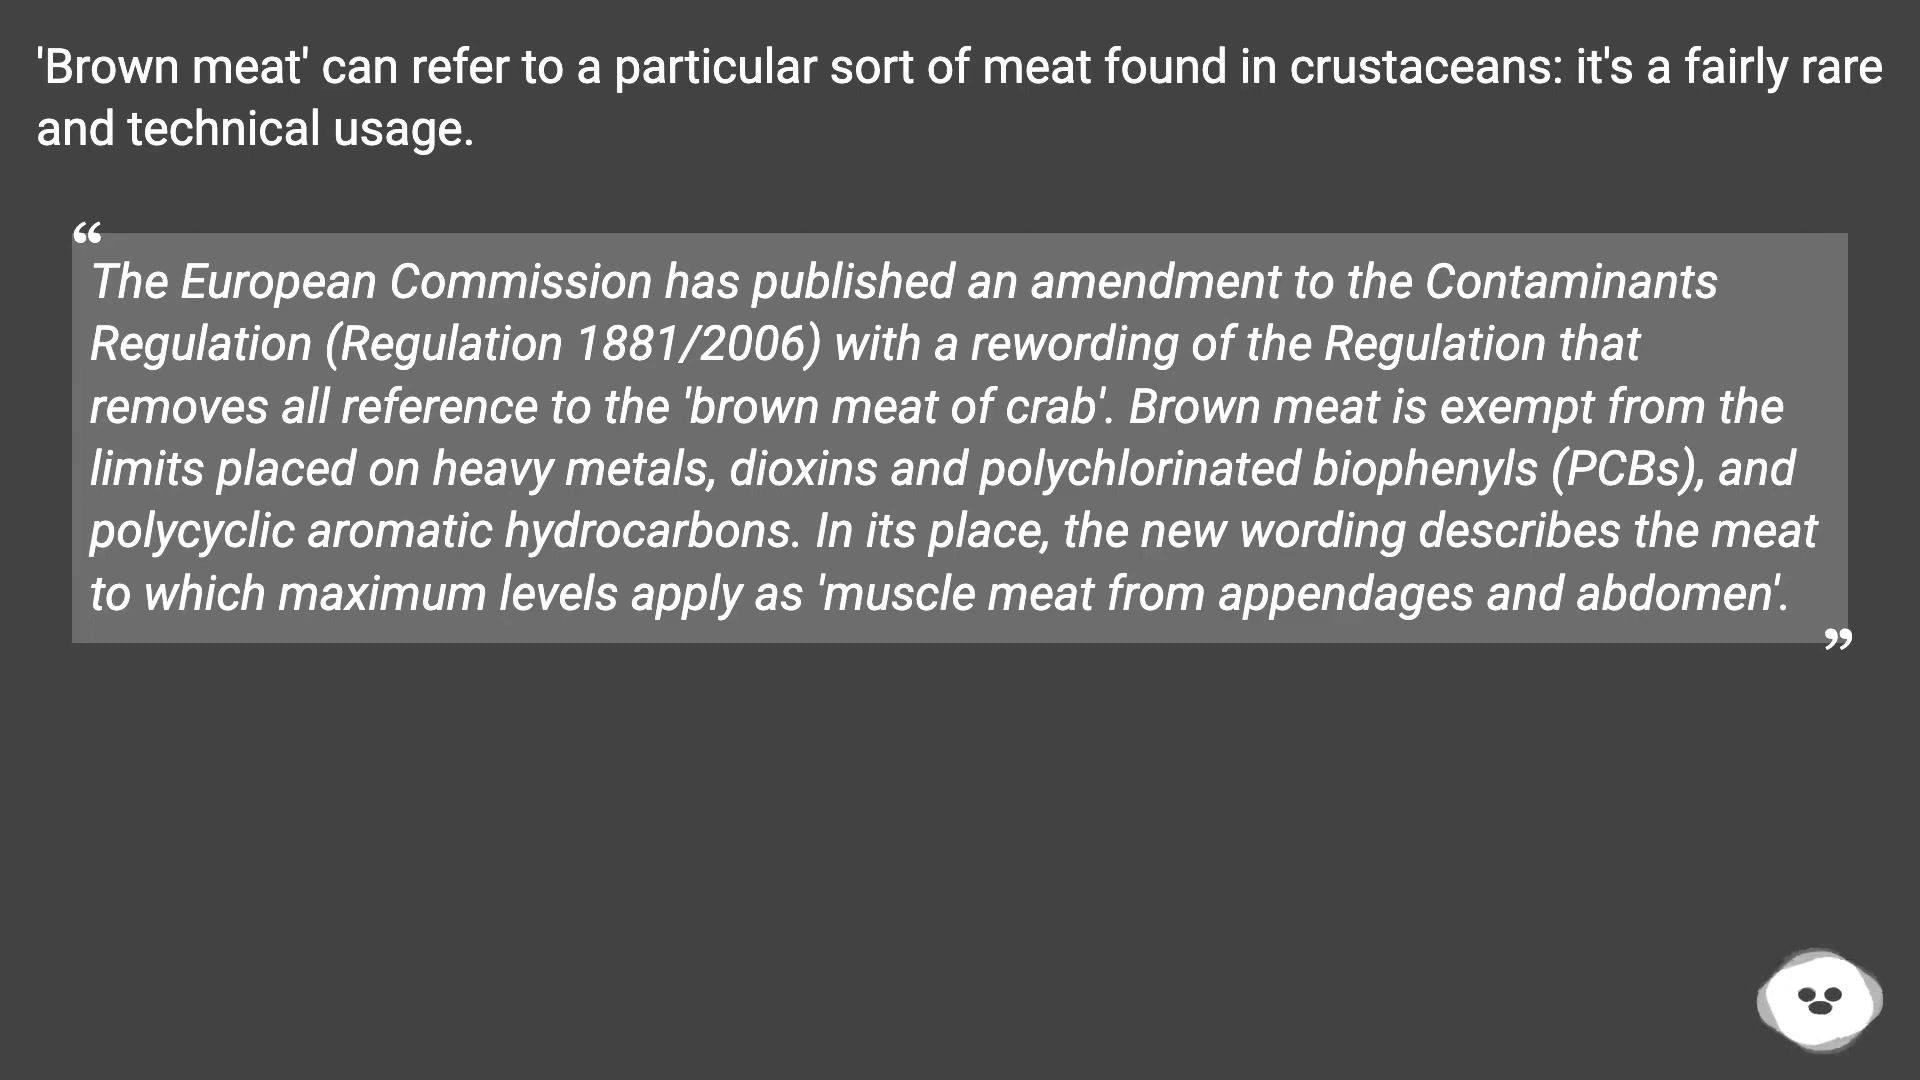 'Brown meat' can refer to a particular sort of meat found in crustaceans: it's a fairly rare
and technical usage.
“
The European Commission has published an amendment to the Contaminants
Regulation (Regulation 1881/2006) with a rewording of the Regulation that
removes all reference to the 'brown meat of crab'. Brown meat is exempt from the
limits placed on heavy metals, dioxins and polychlorinated biophenyls (PCBs), and
polycyclic aromatic hydrocarbons. In its place, the new wording describes the meat
to which maximum levels apply as 'muscle meat from appendages and abdomen'.
”